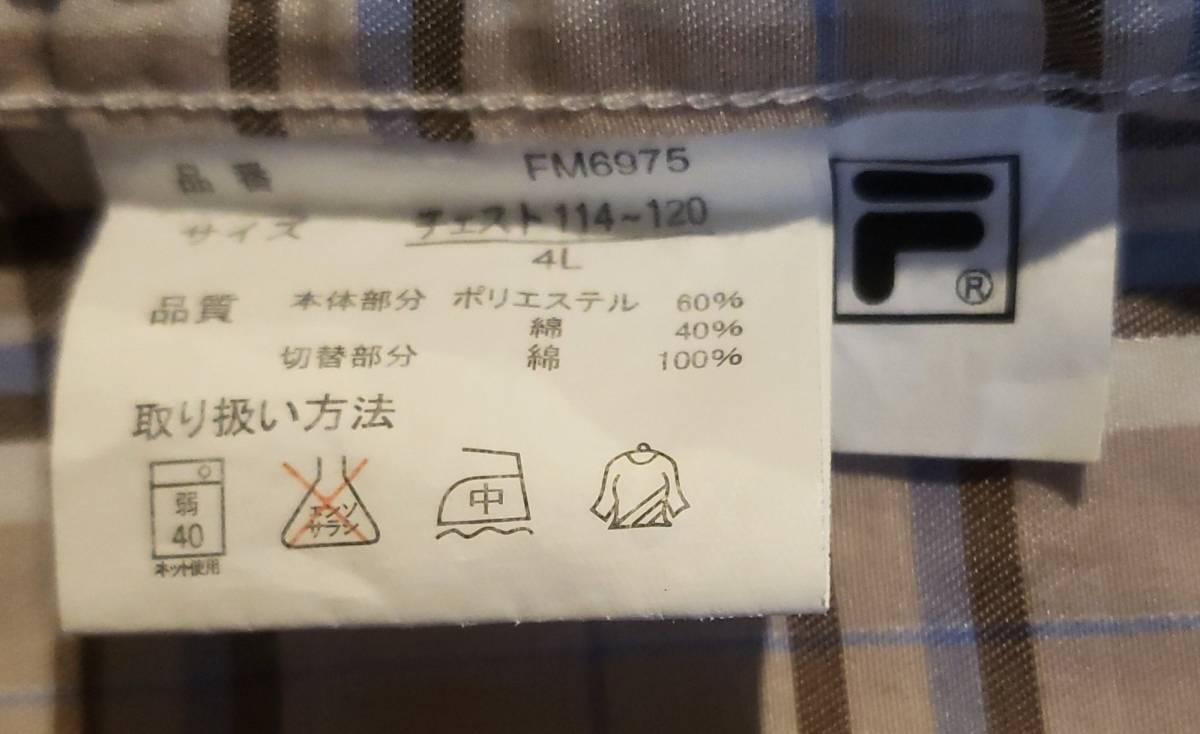 品番 FM6975
サイズ チェスト114~120
4L
品質 本体部分 ポリエステル 60%
綿 40%
切替部分 綿 100%
取り扱い方法
弱
40
ネット使用
エンソ
サラシ
中
F®